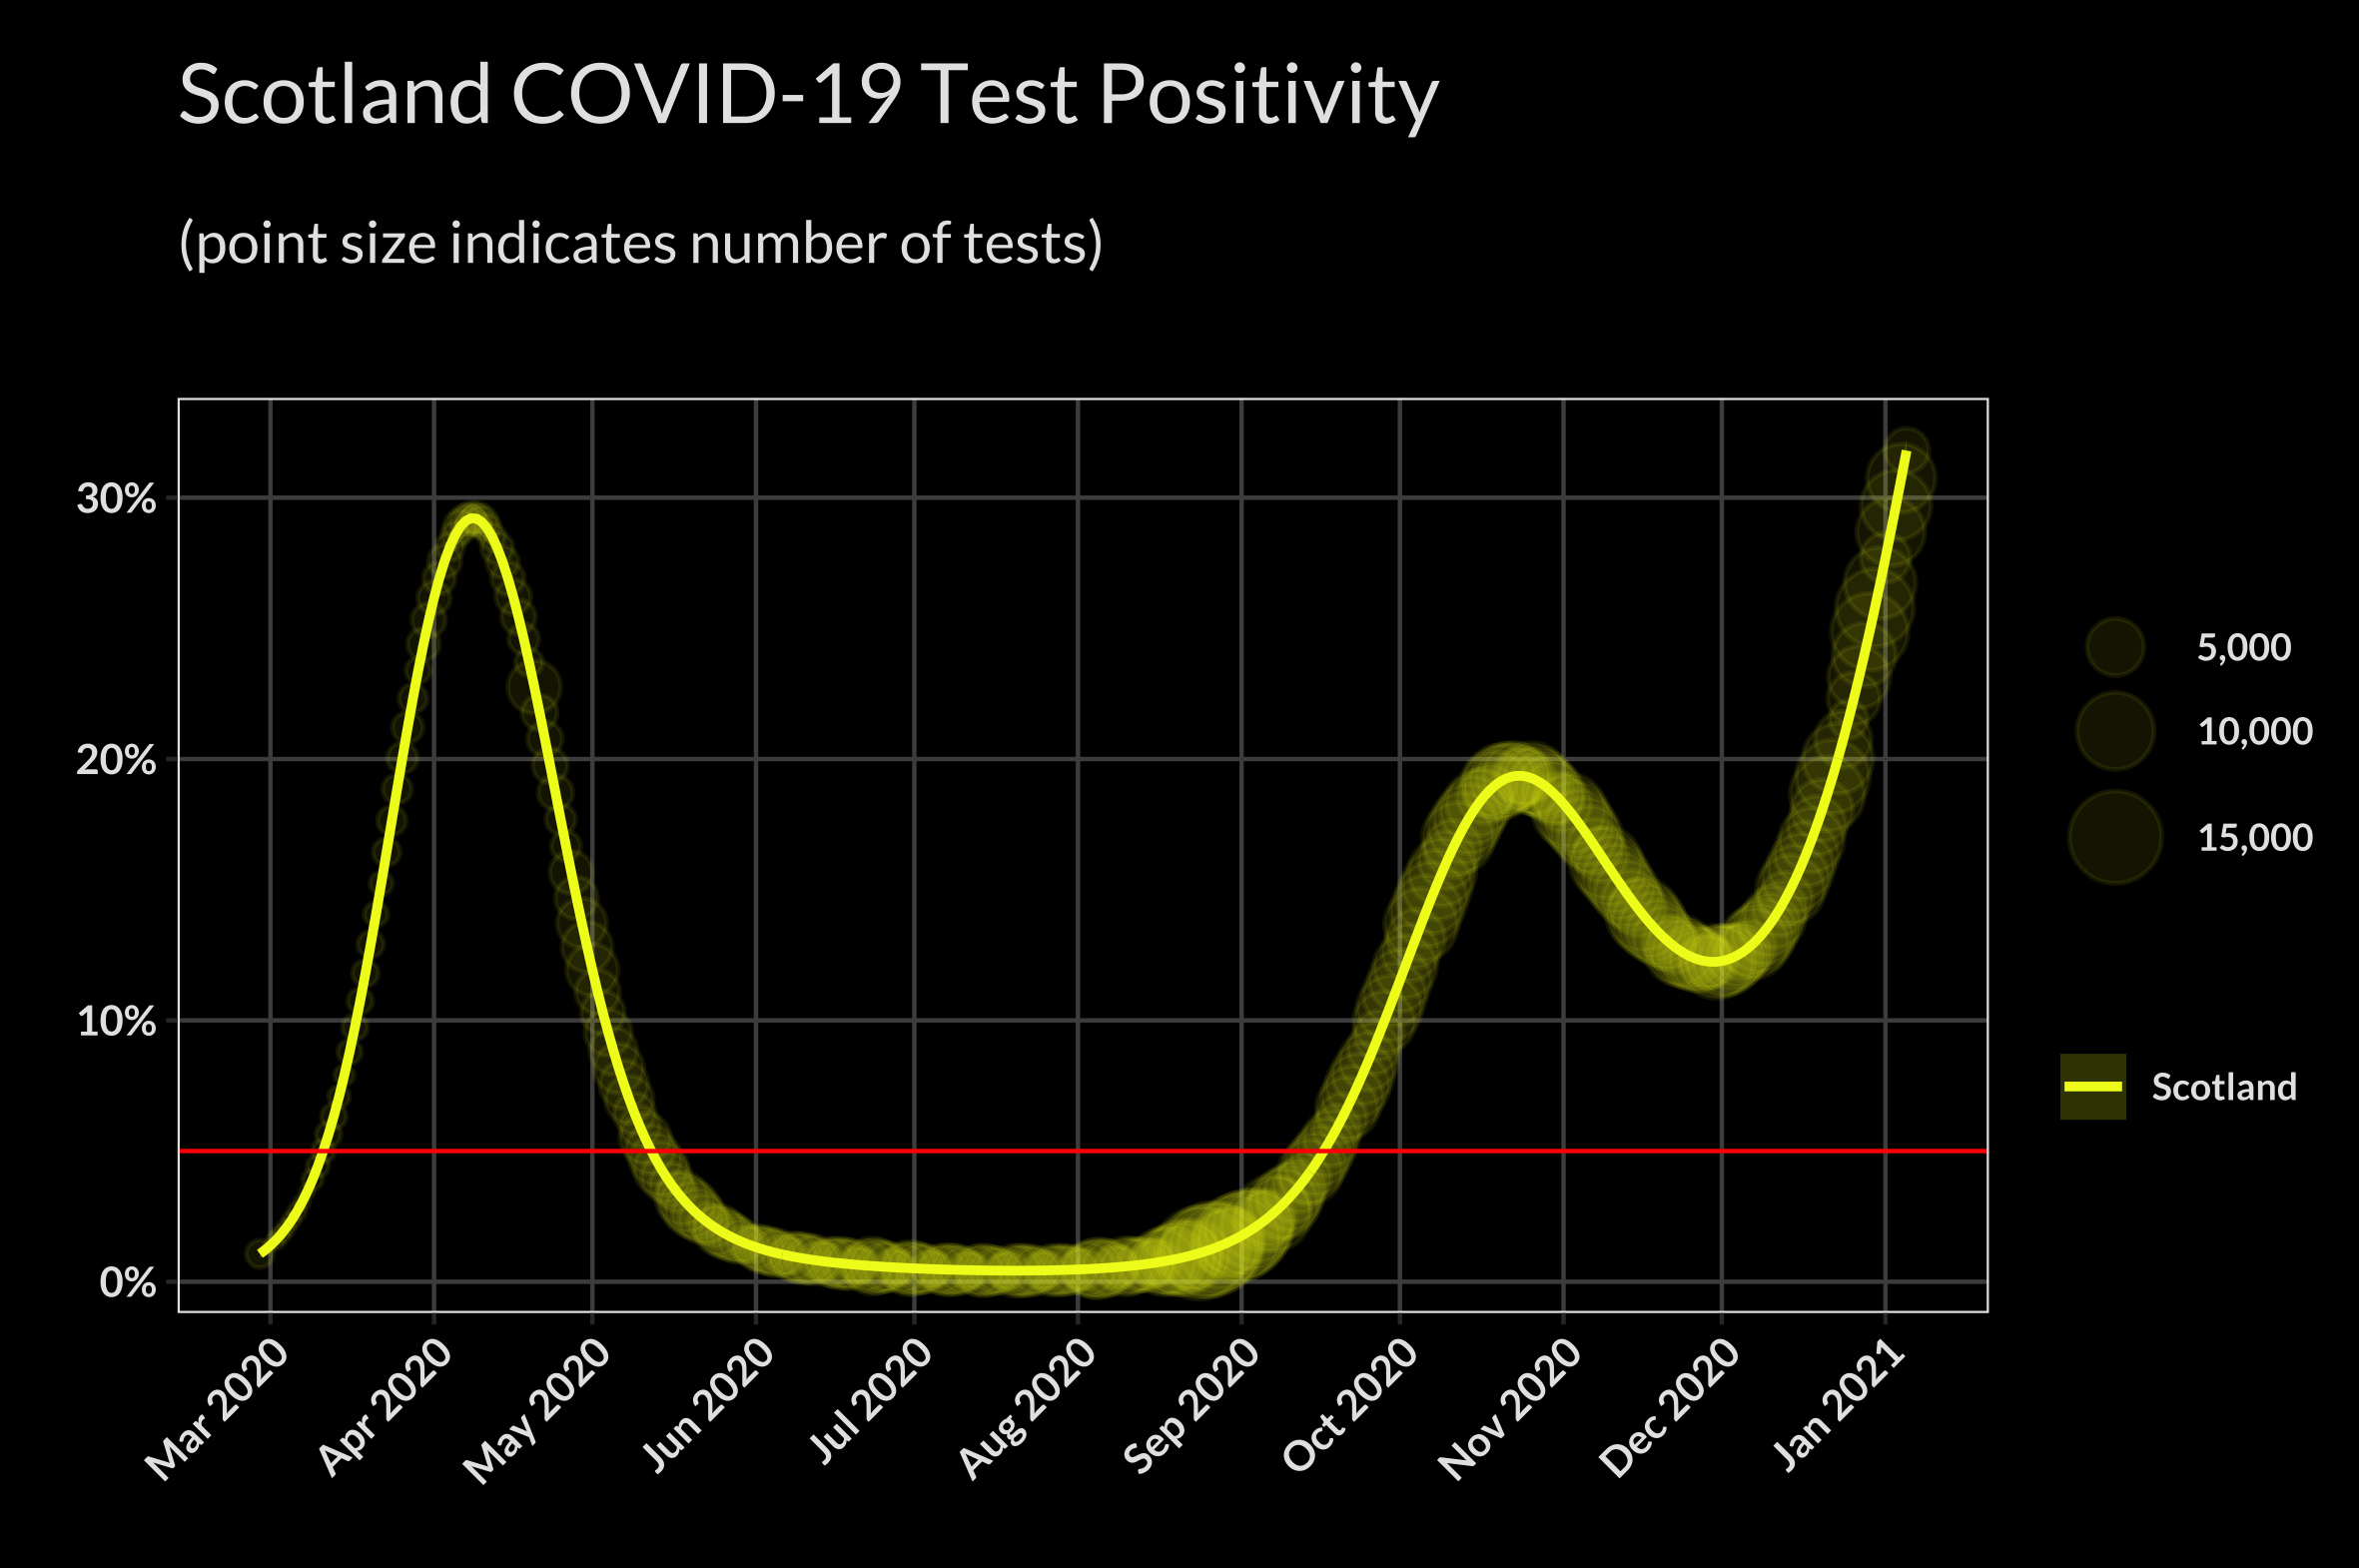 Scotland COVID-19 Test Positivity
(point size indicates number of tests)
30%
20%
10%
0%
Mar 2020
Apr 2020
May 2020
Jun 2020
Jul 2020
Aug 2020
Sep 2020
Oct 2020
Nov 2020
Dec 2020
Jan 2021
5,000
10,000
15,000
Scotland